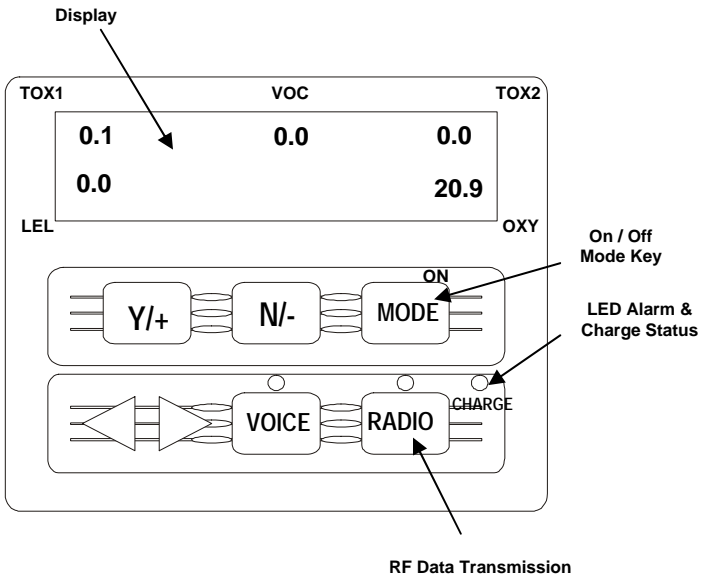 Display
TOX1 VOC TOX2
0.1 0.0 0.0
0.0 20.9
LEL OXY
On / Off
Mode Key
ON
Y/+ N/- MODE
LED Alarm &
Charge Status
CHARGE
VOICE RADIO
RF Data Transmission